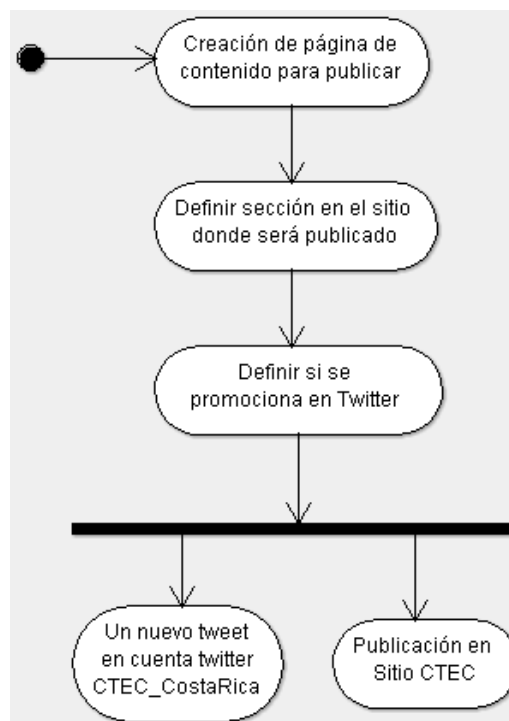 Creación de página de
contenido para publicar
Definir sección en el sitio
donde será publicado
Definir si se
promociona en Twitter
Un nuevo tweet
en cuenta twitter
CTEC_CostaRica
Publicación en
Sitio CTEC